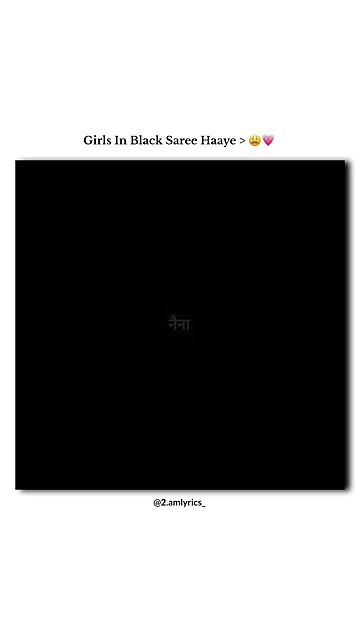 Girls In Black Saree Haaye > 😩💗
नैना
@2.amlyrics_